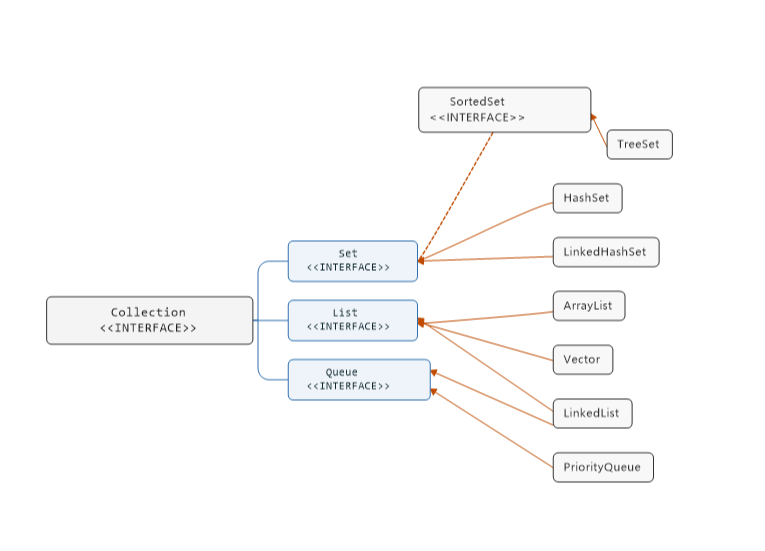 SortedSet
<<INTERFACE>>
TreeSet
HashSet
Set
<<INTERFACE>>
LinkedHashSet
Collection
<<INTERFACE>>
List
<<INTERFACE>>
ArrayList
Vector
Queue
<<INTERFACE>>
LinkedList
PriorityQueue